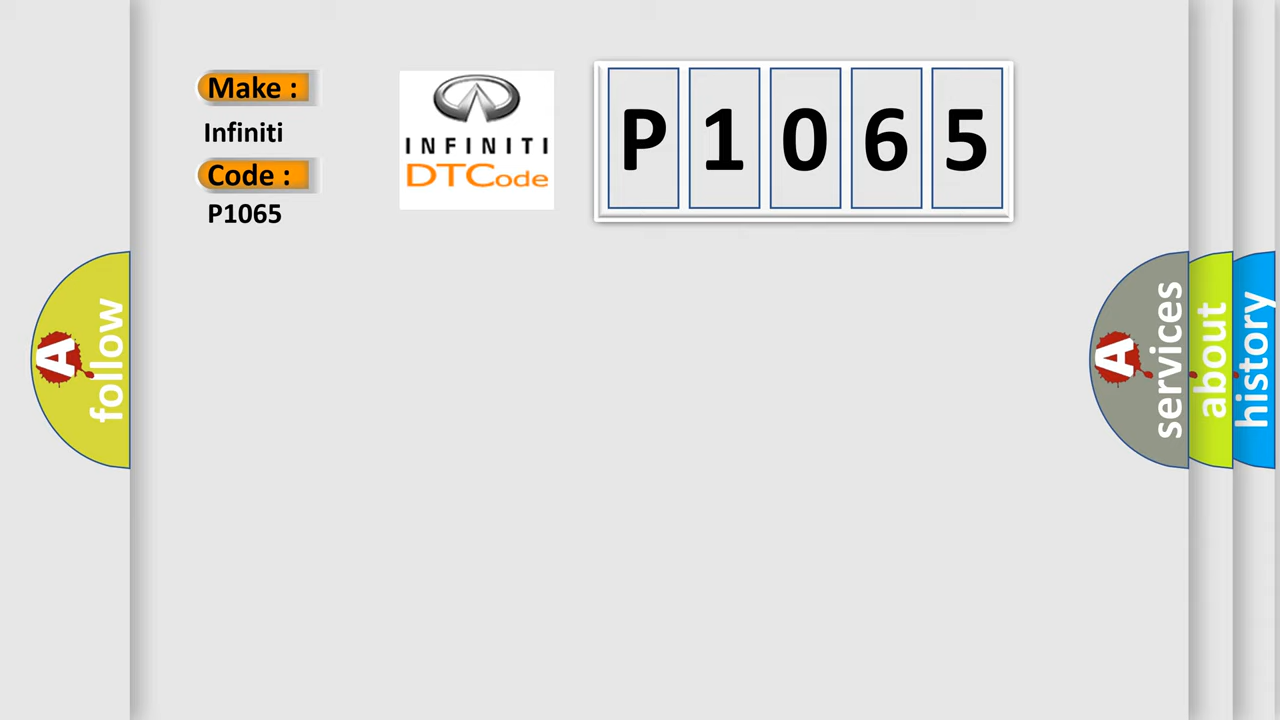 Make :
Infiniti
Code :
P1065
INFINITI
DTCode
P 1 0 6 5
A follow
A services
about
history